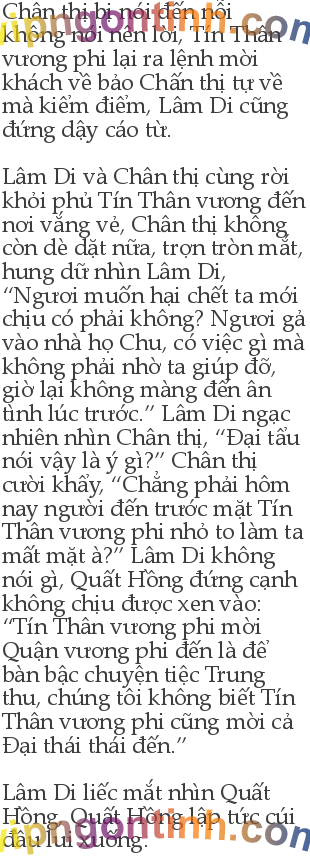 Chân thị bị nói đến nỗi
không nói nên lời, Tín Thân
vương phi lại ra lệnh mời
khách về bảo Chấn thị tự về
mà kiểm điểm, Lâm Di cũng
đứng dậy cáo từ.
Lâm Di và Chân thị cùng rời
khỏi phủ Tín Thân vương đến
nơi vắng vẻ, Chân thị không
còn dè dặt nữa, trợn tròn mắt,
hung dữ nhìn Lâm Di,
“Ngươi muốn hại chết ta mới
chịu có phải không? Ngươi gả
vào nhà họ Chu, có việc gì mà
không phải nhờ ta giúp đỡ,
giờ lại không màng đến ân
tình lúc trước.” Lâm Di ngạc
nhiên nhìn Chân thị, “Đại tẩu
nói vậy là ý gì?” Chân thị
cười khẩy, “Chẳng phải hôm
nay người đến trước mặt Tín
Thân vương phi nhỏ to làm ta
mất mặt à?” Lâm Di không
nói gì, Quất Hồng đứng cạnh
không chịu được xen vào:
“Tín Thân vương phi mời
Quận vương phi đến là để
bàn bạc chuyện tiệc Trung
thu, chúng tôi không biết Tín
Thân vương phi cũng mời cả
Đại thái thái đến.”
Lâm Di liếc mắt nhìn Quất
Hồng, Quất Hồng lập tức cúi
đầu lui xuống.
vipngontinh.com